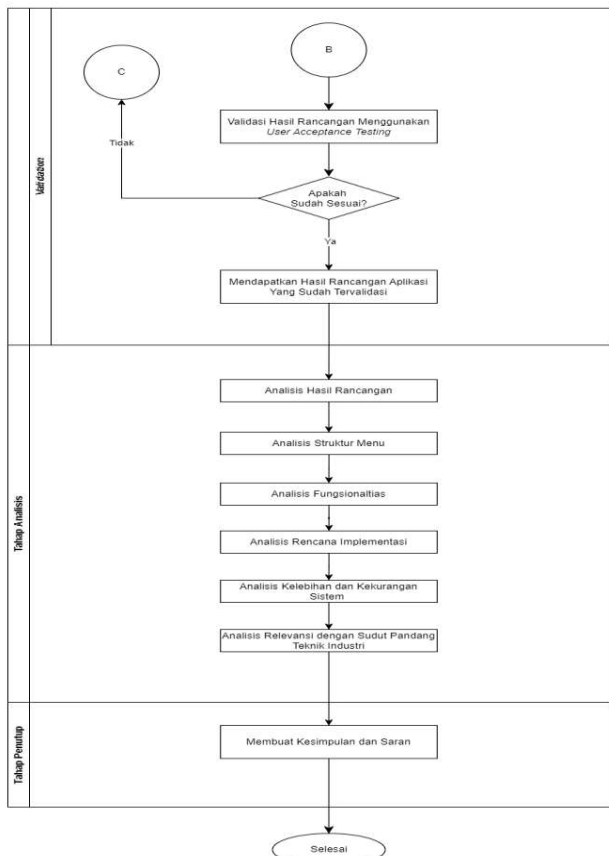 Validation
C
B
Validasi Hasil Rancangan Menggunakan
User Acceptance Testing
Tidak
Apakah
Sudah Sesuai?
Ya
Mendapatkan Hasil Rancangan Aplikasi
Yang Sudah Tervalidasi
Tahap Analisis
Analisis Hasil Rancangan
Analisis Struktur Menu
Analisis Fungsionaltias
Analisis Rencana Implementasi
Analisis Kelebihan dan Kekurangan
Sistem
Analisis Relevansi dengan Sudut Pandang
Teknik Industri
Tahap Penutup
Membuat Kesimpulan dan Saran
Selesai